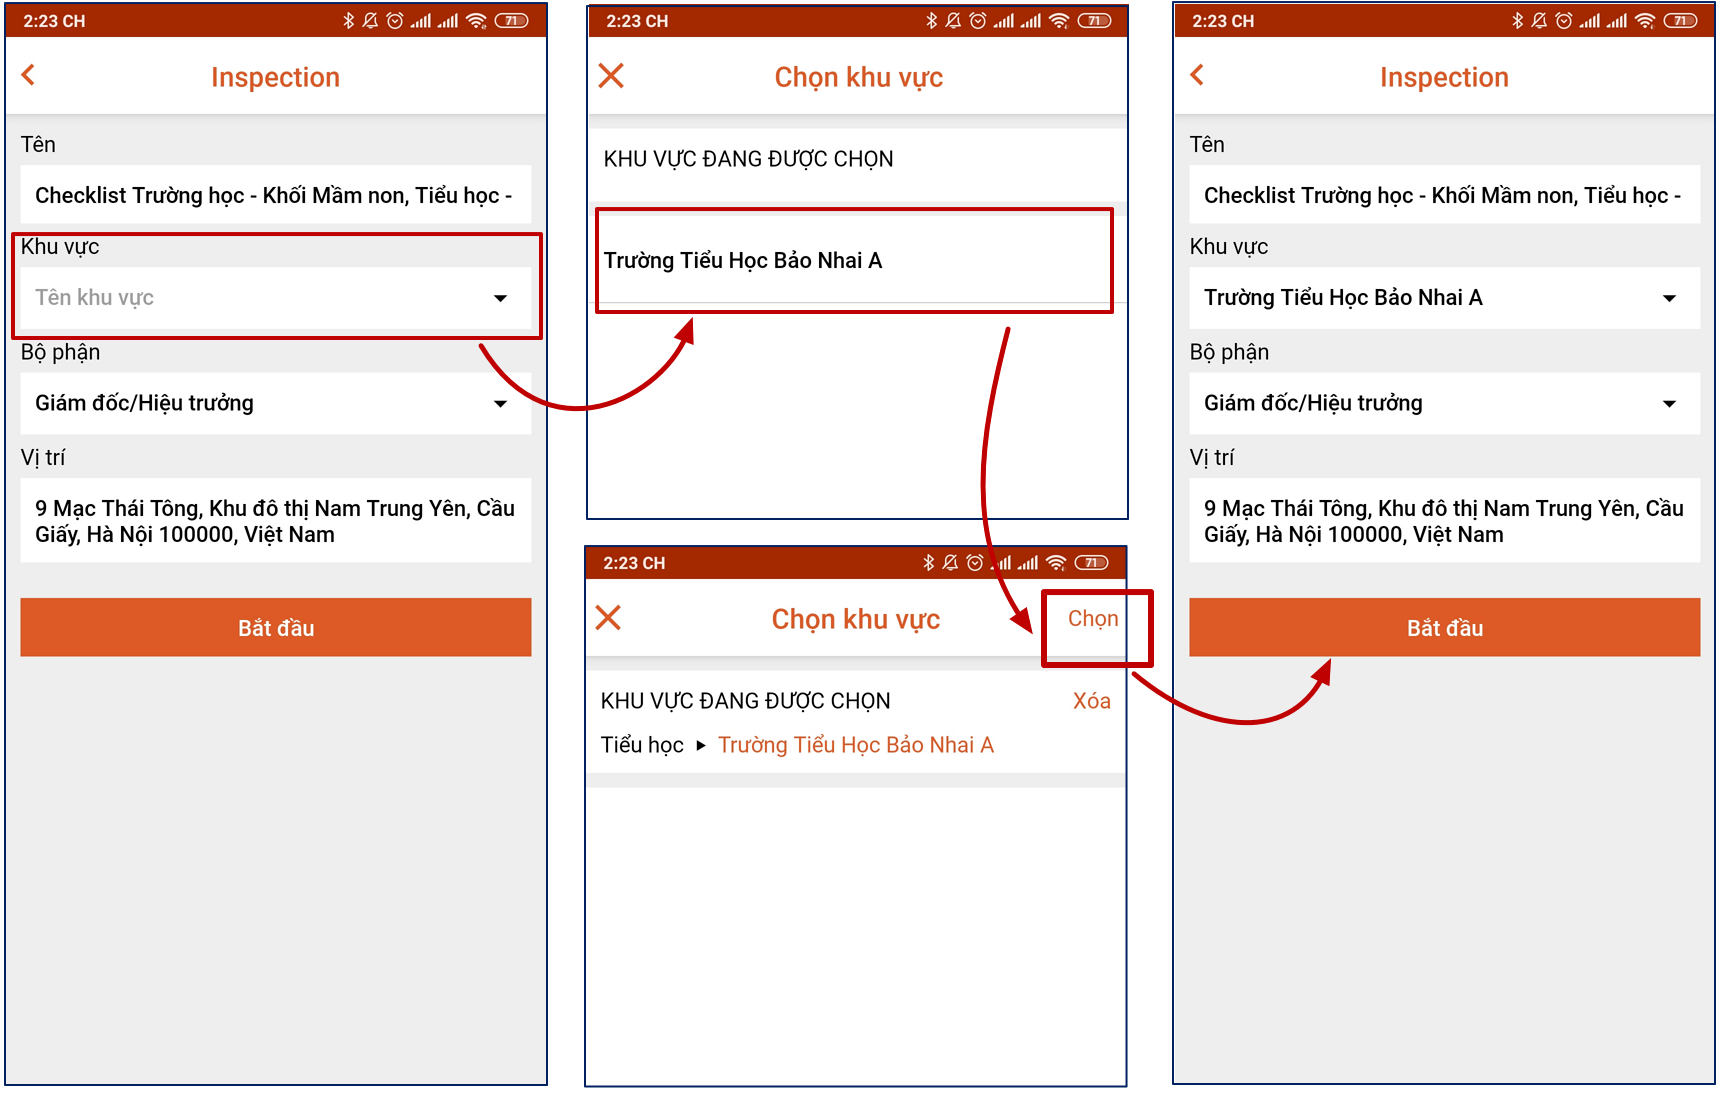 2:23 CH
71
Inspection
Tên
Checklist Trường học - Khối Mầm non, Tiểu học -
Khu vực
Tên khu vực
Bộ phận
Giám đốc/Hiệu trưởng
Vị trí
9 Mạc Thái Tông, Khu đô thị Nam Trung Yên, Cầu
Giấy, Hà Nội 100000, Việt Nam
Bắt đầu
2:23 CH
71
Chọn khu vực
KHU VỰC ĐANG ĐƯỢC CHỌN
Trường Tiểu Học Bảo Nhai A
2:23 CH
71
Chọn khu vực
Chọn
KHU VỰC ĐANG ĐƯỢC CHỌN
Xóa
Tiểu học ▶ Trường Tiểu Học Bảo Nhai A
2:23 CH
71
Inspection
Tên
Checklist Trường học - Khối Mầm non, Tiểu học -
Khu vực
Trường Tiểu Học Bảo Nhai A
Bộ phận
Giám đốc/Hiệu trưởng
Vị trí
9 Mạc Thái Tông, Khu đô thị Nam Trung Yên, Cầu
Giấy, Hà Nội 100000, Việt Nam
Bắt đầu